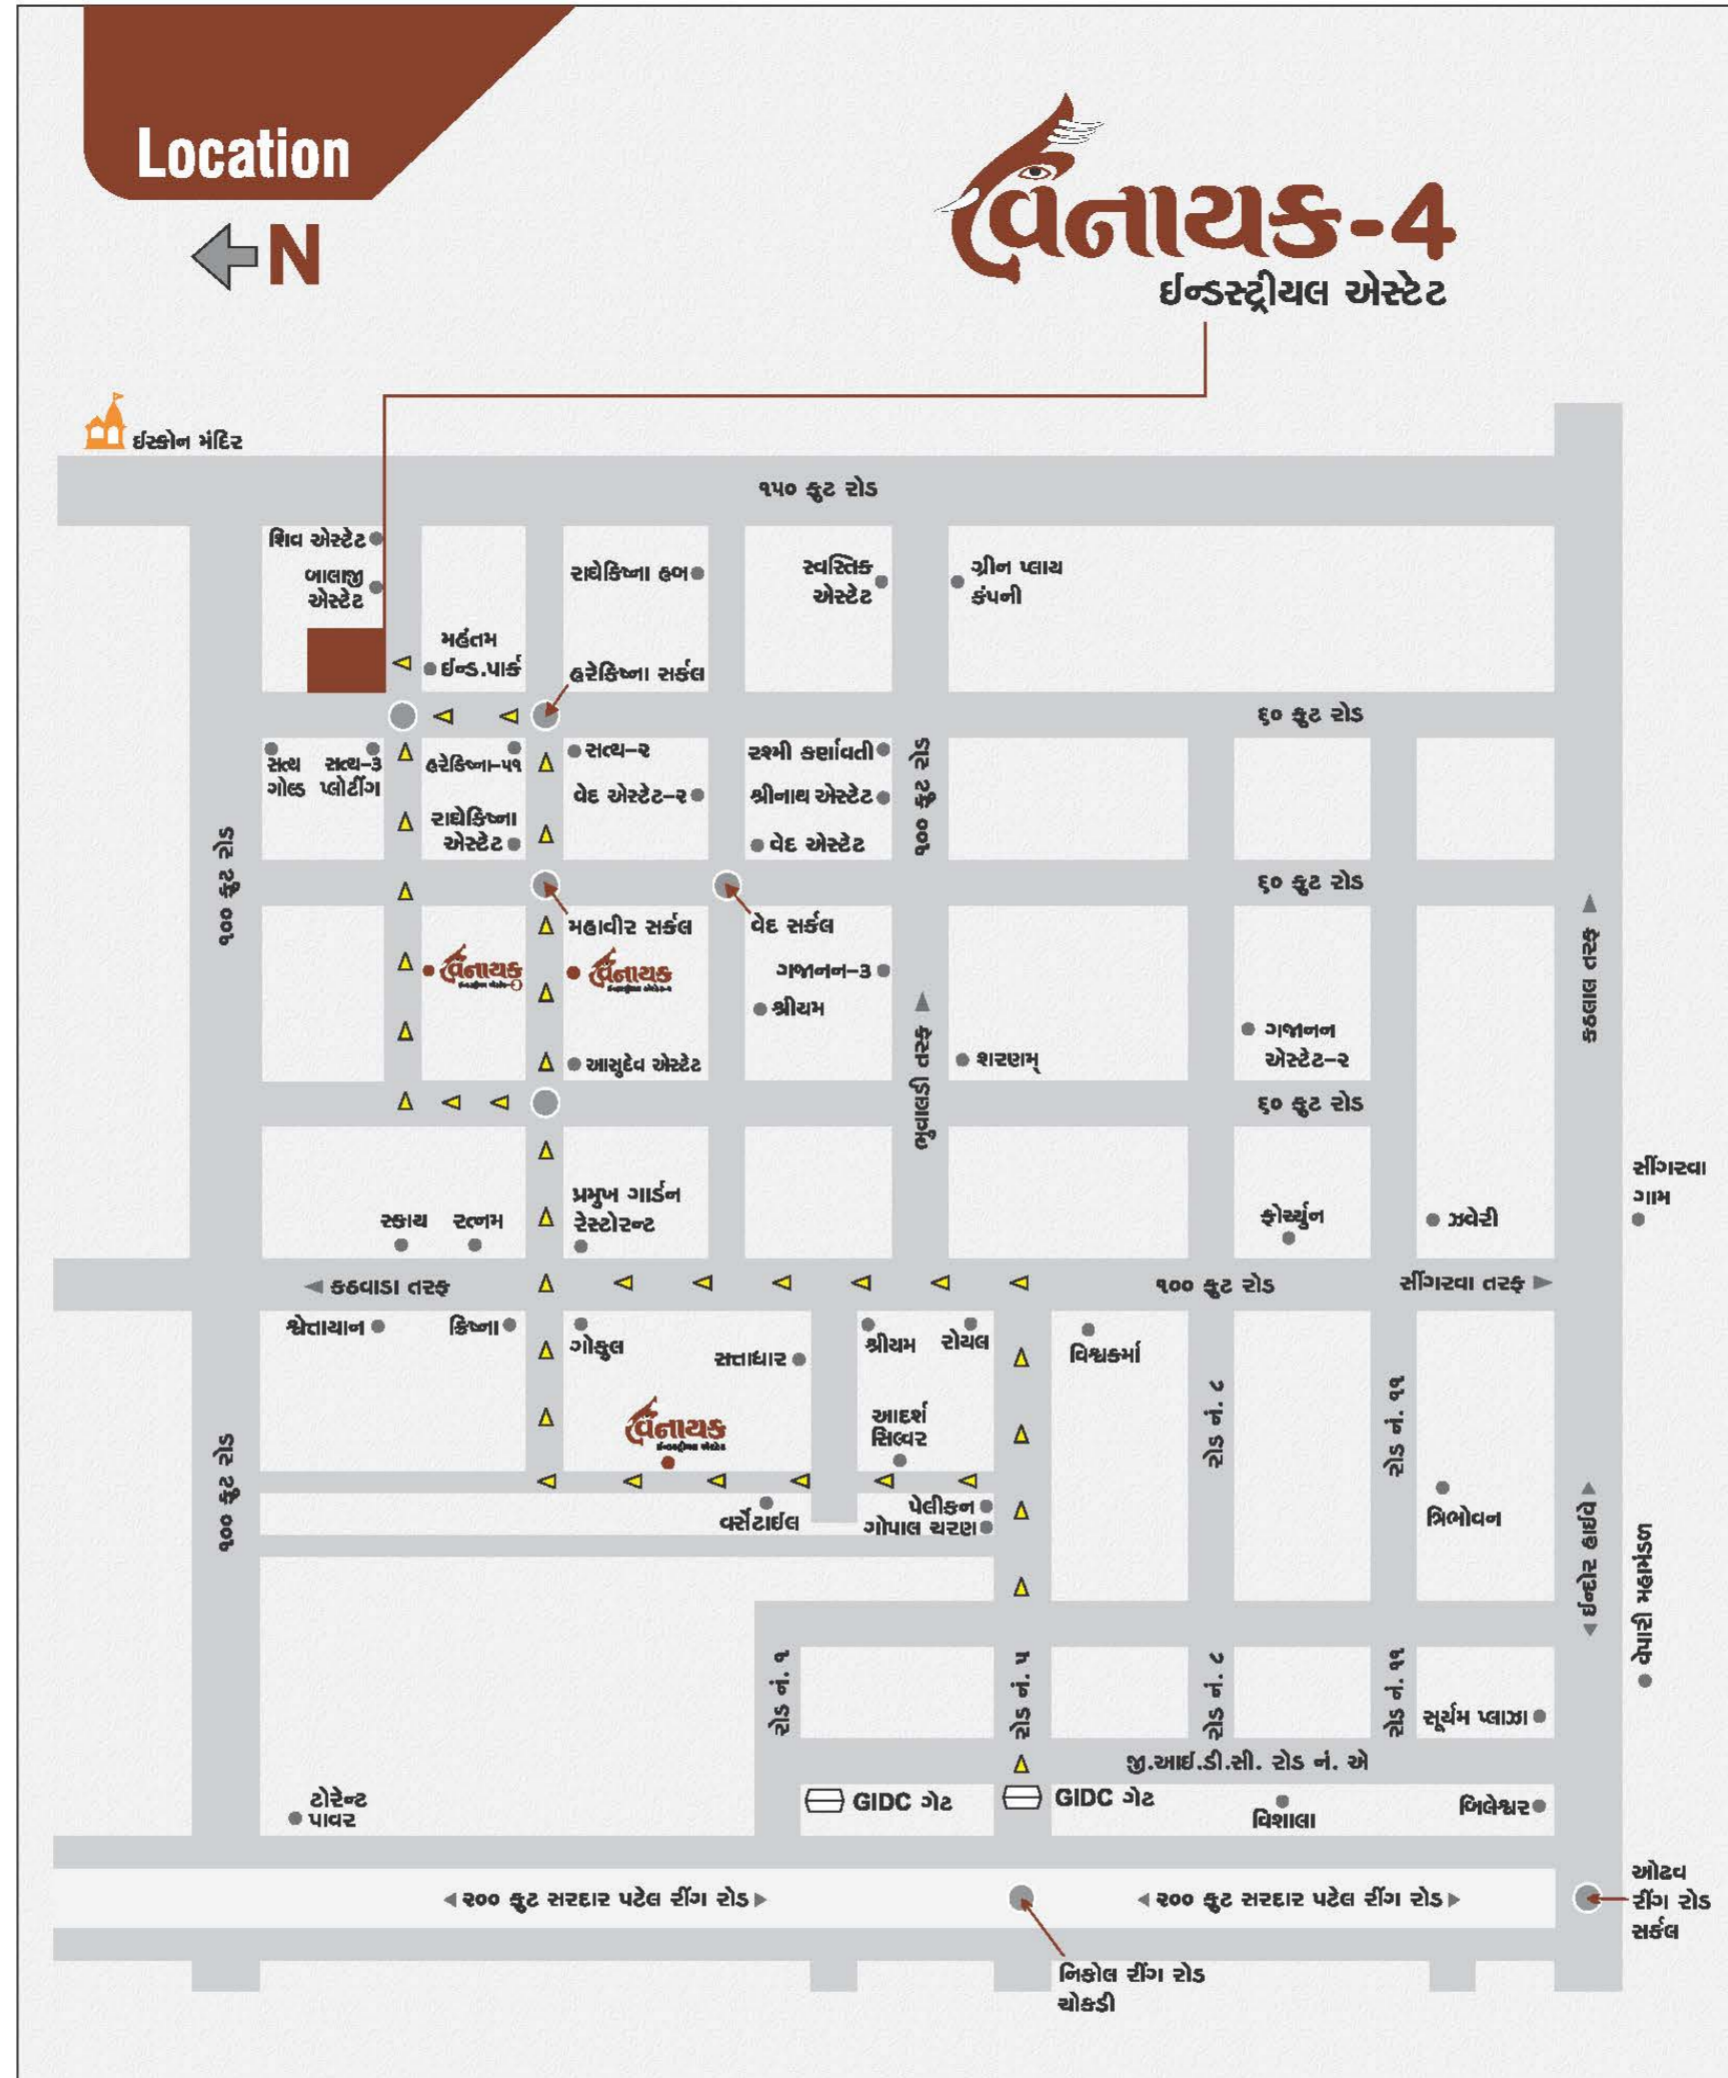 Location
N
વિનાયક-4
ઈન્ડસ્ટ્રીયલ એસ્ટેટ
ઈસ્કોન મંદિર
૧૫૦ ફુટ રોડ
શિવ એસ્ટેટ
બાલાજી
એસ્ટેટ
રાધેક્રિષ્ના હબ
સ્વસ્તિક
એસ્ટેટ
ગ્રીન પ્લાય
કંપની
મહંતમ
ઈન્ડ.પાર્ક
હરેક્રિષ્ના સર્કલ
૬૦ ફુટ રોડ
સત્ય
ગોલ્ડ
સત્ય-૩
પ્લોટીંગ
હરેક્રિષ્ના-૫૧
રાધેક્રિષ્ના
એસ્ટેટ
સત્ય-૨
વેદ એસ્ટેટ-૨
રશ્મી કર્ણાવતી
શ્રીનાથ એસ્ટેટ
વેદ એસ્ટેટ
૧૦૦ ફુટ રોડ
૧૦૦ ફુટ રોડ
૬૦ ફુટ રોડ
મહાવીર સર્કલ
વેદ સર્કલ
વિનાયક
વિનાયક
ગજાનન-૩
શ્રીયમ
આસુદેવ એસ્ટેટ
ભુવાલડી તરફ
શરણમ્
ગજાનન
એસ્ટેટ-૨
કઠલાલ તરફ
૬૦ ફુટ રોડ
સીંગરવા
ગામ
સ્કાય
રત્નમ
પ્રમુખ ગાર્ડન
રેસ્ટોરન્ટ
ફોર્ચ્યુન
ઝવેરી
કઠવાડા તરફ
૧૦૦ ફુટ રોડ
સીંગરવા તરફ
શ્વેતાયાન
ક્રિષ્ના
ગોકુલ
સત્તાધાર
શ્રીયમ
રોયલ
વિશ્વકર્મા
વિનાયક
ઈન્ડસ્ટ્રીયલ એસ્ટેટ
આદર્શ
સિલ્વર
રોડ નં. ૮
રોડ નં. ૧૧
૧૦૦ ફુટ રોડ
વર્સેટાઈલ
પેલીકન
ગોપાલ ચરણ
ત્રિભોવન
ઈન્દોર હાઈવે
વેપારી મહામંડળ
રોડ નં. ૧
રોડ નં. ૫
રોડ નં. ૮
રોડ નં. ૧૧
સૂર્યમ પ્લાઝા
જી.આઈ.ડી.સી. રોડ નં. એ
ટોરેન્ટ
પાવર
GIDC ગેટ
GIDC ગેટ
વિશાલા
બિલેશ્વર
૨૦૦ ફુટ સરદાર પટેલ રીંગ રોડ
૨૦૦ ફુટ સરદાર પટેલ રીંગ રોડ
ઓઢવ
રીંગ રોડ
સર્કલ
નિકોલ રીંગ રોડ
ચોકડી